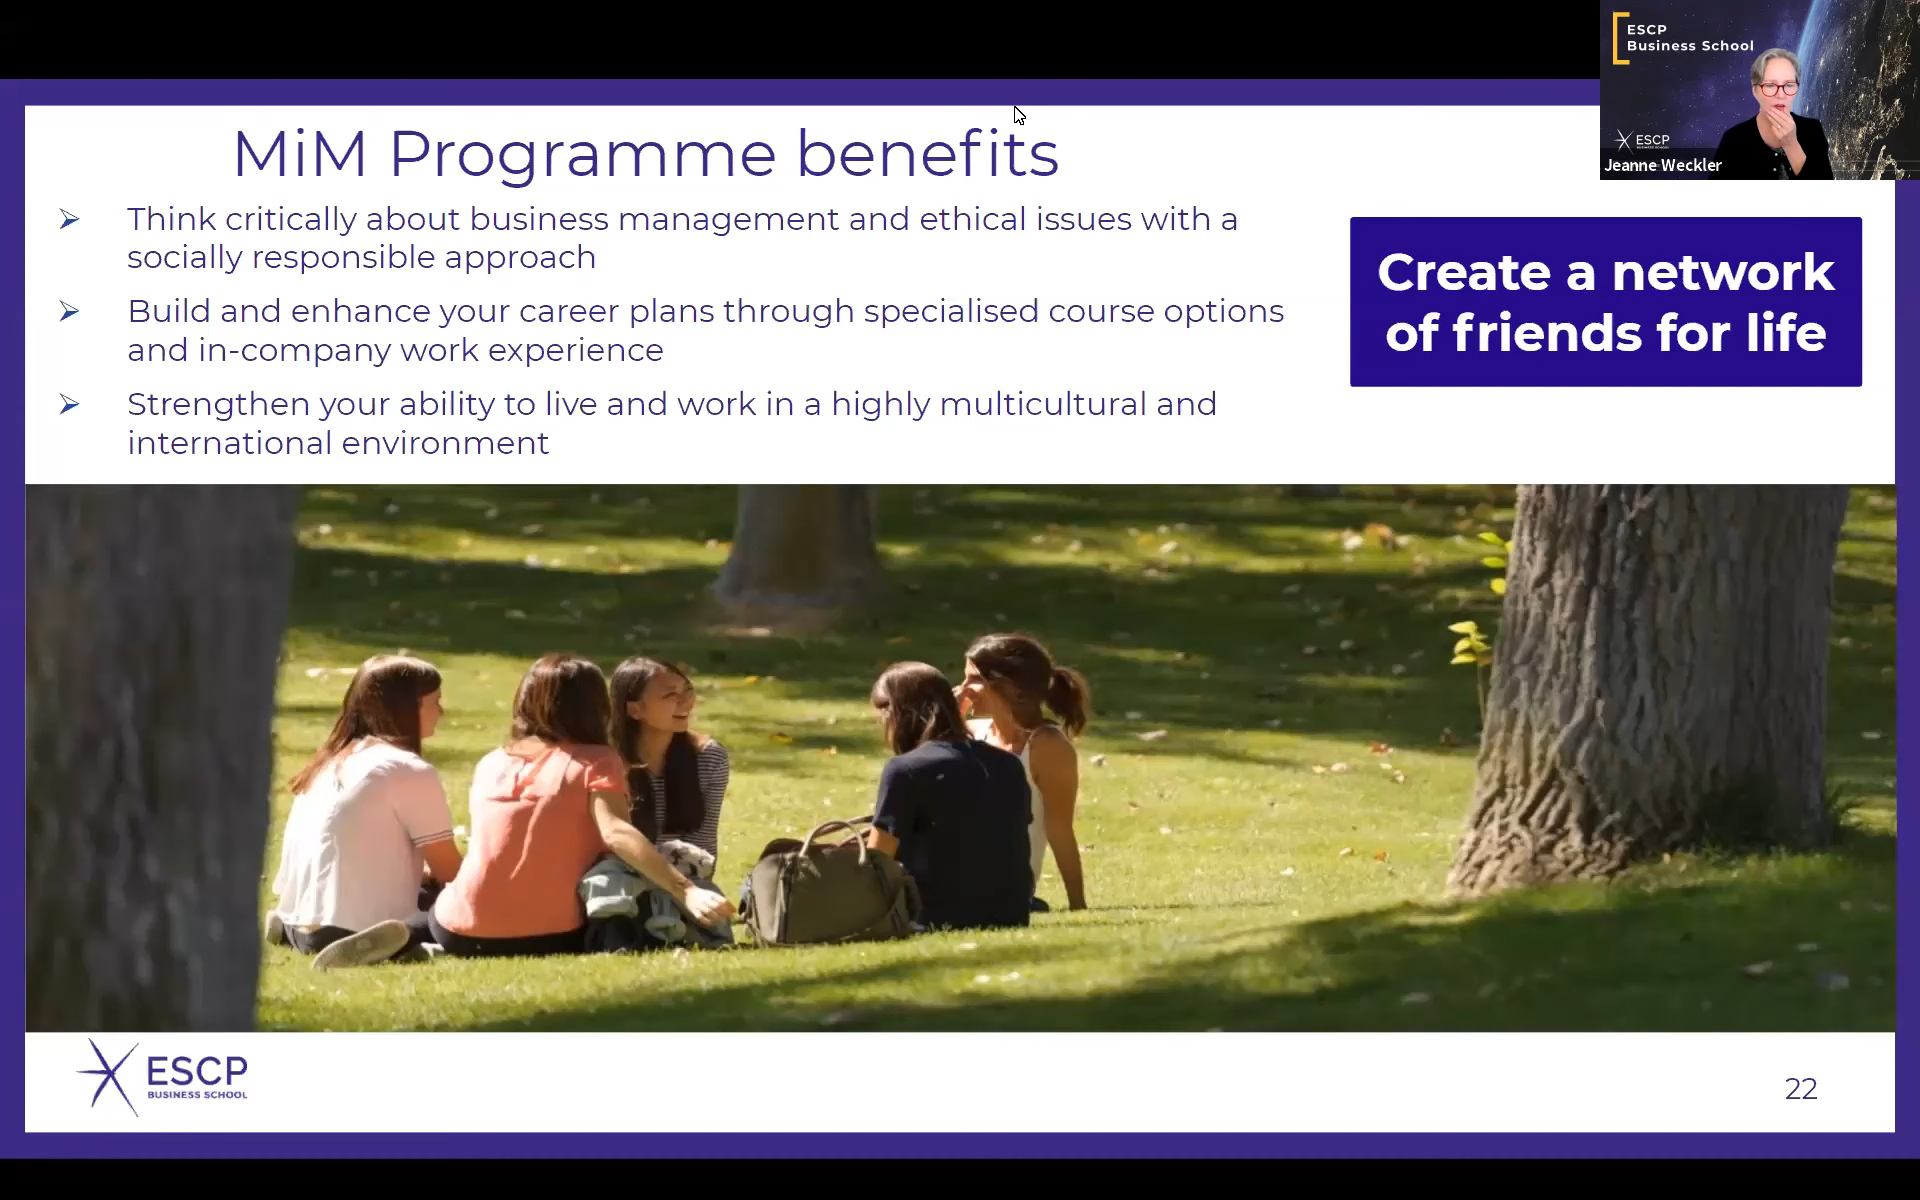 ESCP
Business School
ESCP
BUSINESS SCHOOL
Jeanne Weckler
MiM Programme benefits
Think critically about business management and ethical issues with a
socially responsible approach
Build and enhance your career plans through specialised course options
and in-company work experience
Strengthen your ability to live and work in a highly multicultural and
international environment
Create a network
of friends for life
ESCP
BUSINESS SCHOOL
22